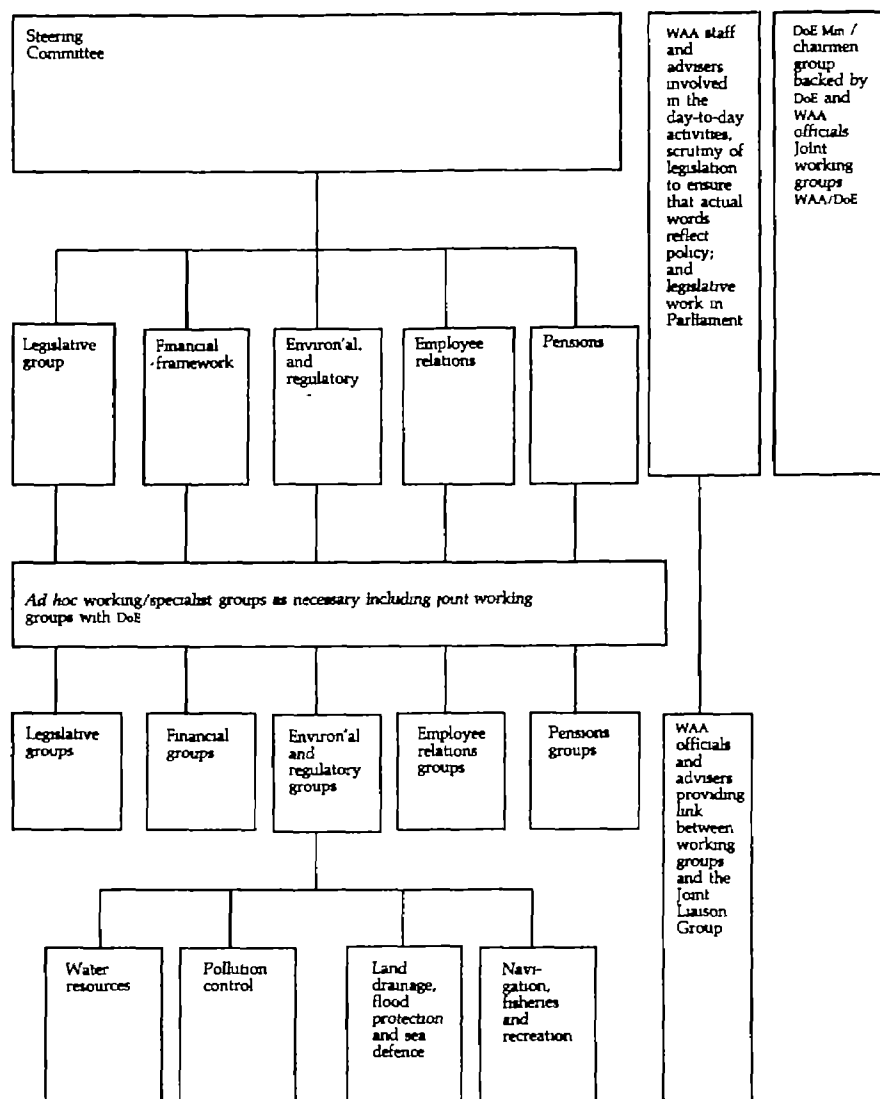 Steering
Committee
WAA staff
and
advisers
involved
in the
day-to-day
activities,
scrutiny of
legislation
to ensure
that actual
words
reflect
policy;
and
legislative
work in
Parliament
DoE Min /
chairmen
group
backed by
DoE and
WAA
officials
Joint
working
groups
WAA/DoE
Legislative
group
Financial
framework
Environ'al,
and
regulatory
Employee
relations
Pensions
Ad hoc working/specialist groups as necessary including joint working
groups with DoE
Legislative
groups
Financial
groups
Environ'al
and
regulatory
groups
Employee
relations
groups
Pensions
groups
WAA
officials
and
advisers
providing
link
between
working
groups
and the
Joint
Liaison
Group
Water
resources
Pollution
control
Land
drainage,
flood
protection
and sea
defence
Navi-
gation,
fisheries
and
recreation